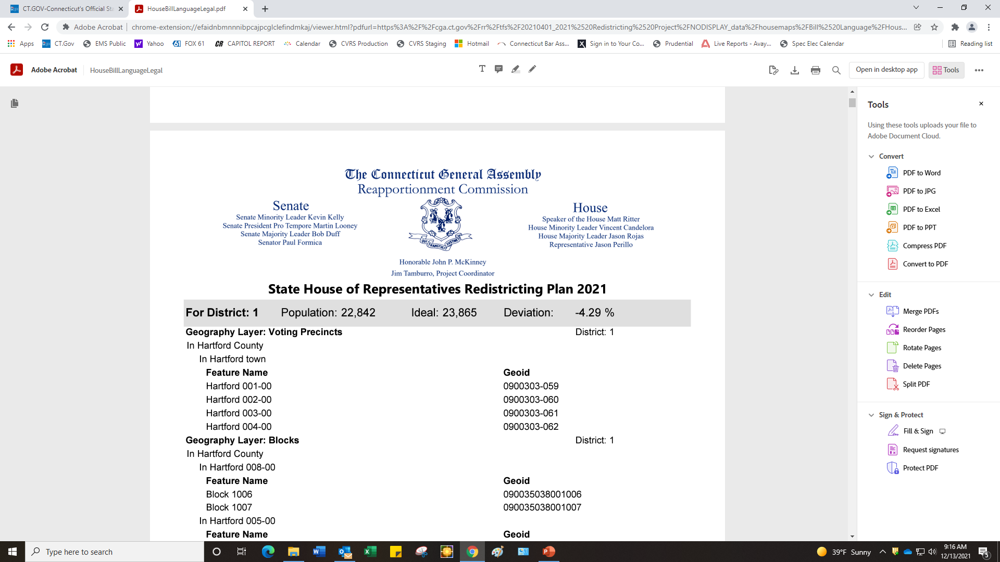 CT.GOV-Connecticut's Official Sta
HouseBillLanguageLegal.pdf
Adobe Acrobat
chrome-extension://efaidnbmnnnibpcajpcglclefindmkaj/viewer.html?pdfurl=https%3A%2F%2Fcga.ct.gov%2Frr%2Ftfs%2F20210401_2021%2520Redistricting%2520Project%2FNODISPLAY_data%2Fhousemaps%2FBill%2520Language%2FHous...
Apps
CT.Gov
EMS Public
Yahoo
61
FOX 61
CR
CAPITOL REPORT
Calendar
CVRS Production
CVRS Staging
Hotmail
Connecticut Bar Ass...
Sign in to Your Co...
Prudential
Live Reports - Avay...
Spec Elec Calendar
Reading list
Adobe Acrobat
HouseBillLanguageLegal
Open in desktop app
Tools
The Connecticut General Assembly
Reapportionment Commission
Senate
Senate Minority Leader Kevin Kelly
Senate President Pro Tempore Martin Looney
Senate Majority Leader Bob Duff
Senator Paul Formica
QUI TRANSTULIT SUSTINET
House
Speaker of the House Matt Ritter
House Minority Leader Vincent Candelora
House Majority Leader Jason Rojas
Representative Jason Perillo
Honorable John P. McKinney
Jim Tamburro, Project Coordinator
State House of Representatives Redistricting Plan 2021
For District: 1 Population: 22,842 Ideal: 23,865 Deviation: -4.29 %
Geography Layer: Voting Precincts District: 1
In Hartford County
In Hartford town
Feature Name Geoid
Hartford 001-00 0900303-059
Hartford 002-00 0900303-060
Hartford 003-00 0900303-061
Hartford 004-00 0900303-062
Geography Layer: Blocks District: 1
In Hartford County
In Hartford 008-00
Feature Name Geoid
Block 1006 090035038001006
Block 1007 090035038001007
In Hartford 005-00
Feature Name Geoid
Tools
Using these tools uploads your file to
Adobe Document Cloud.
Convert
PDF to Word
PDF to JPG
PDF to Excel
PDF to PPT
Compress PDF
Convert to PDF
Edit
Merge PDFs
Reorder Pages
Rotate Pages
Delete Pages
Split PDF
Sign & Protect
Fill & Sign
Request signatures
Protect PDF
Type here to search
39°F Sunny
9:16 AM
12/13/2021
5